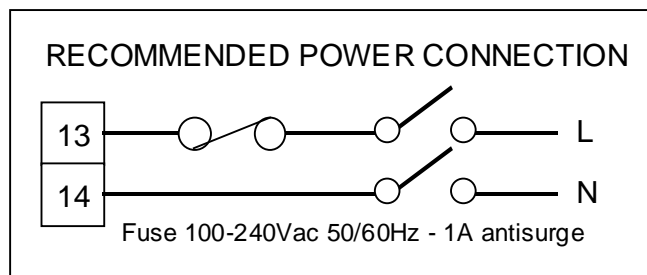 RECOMMENDED POWER CONNECTION
13 L
14 N
Fuse 100-240Vac 50/60Hz - 1A antisurge